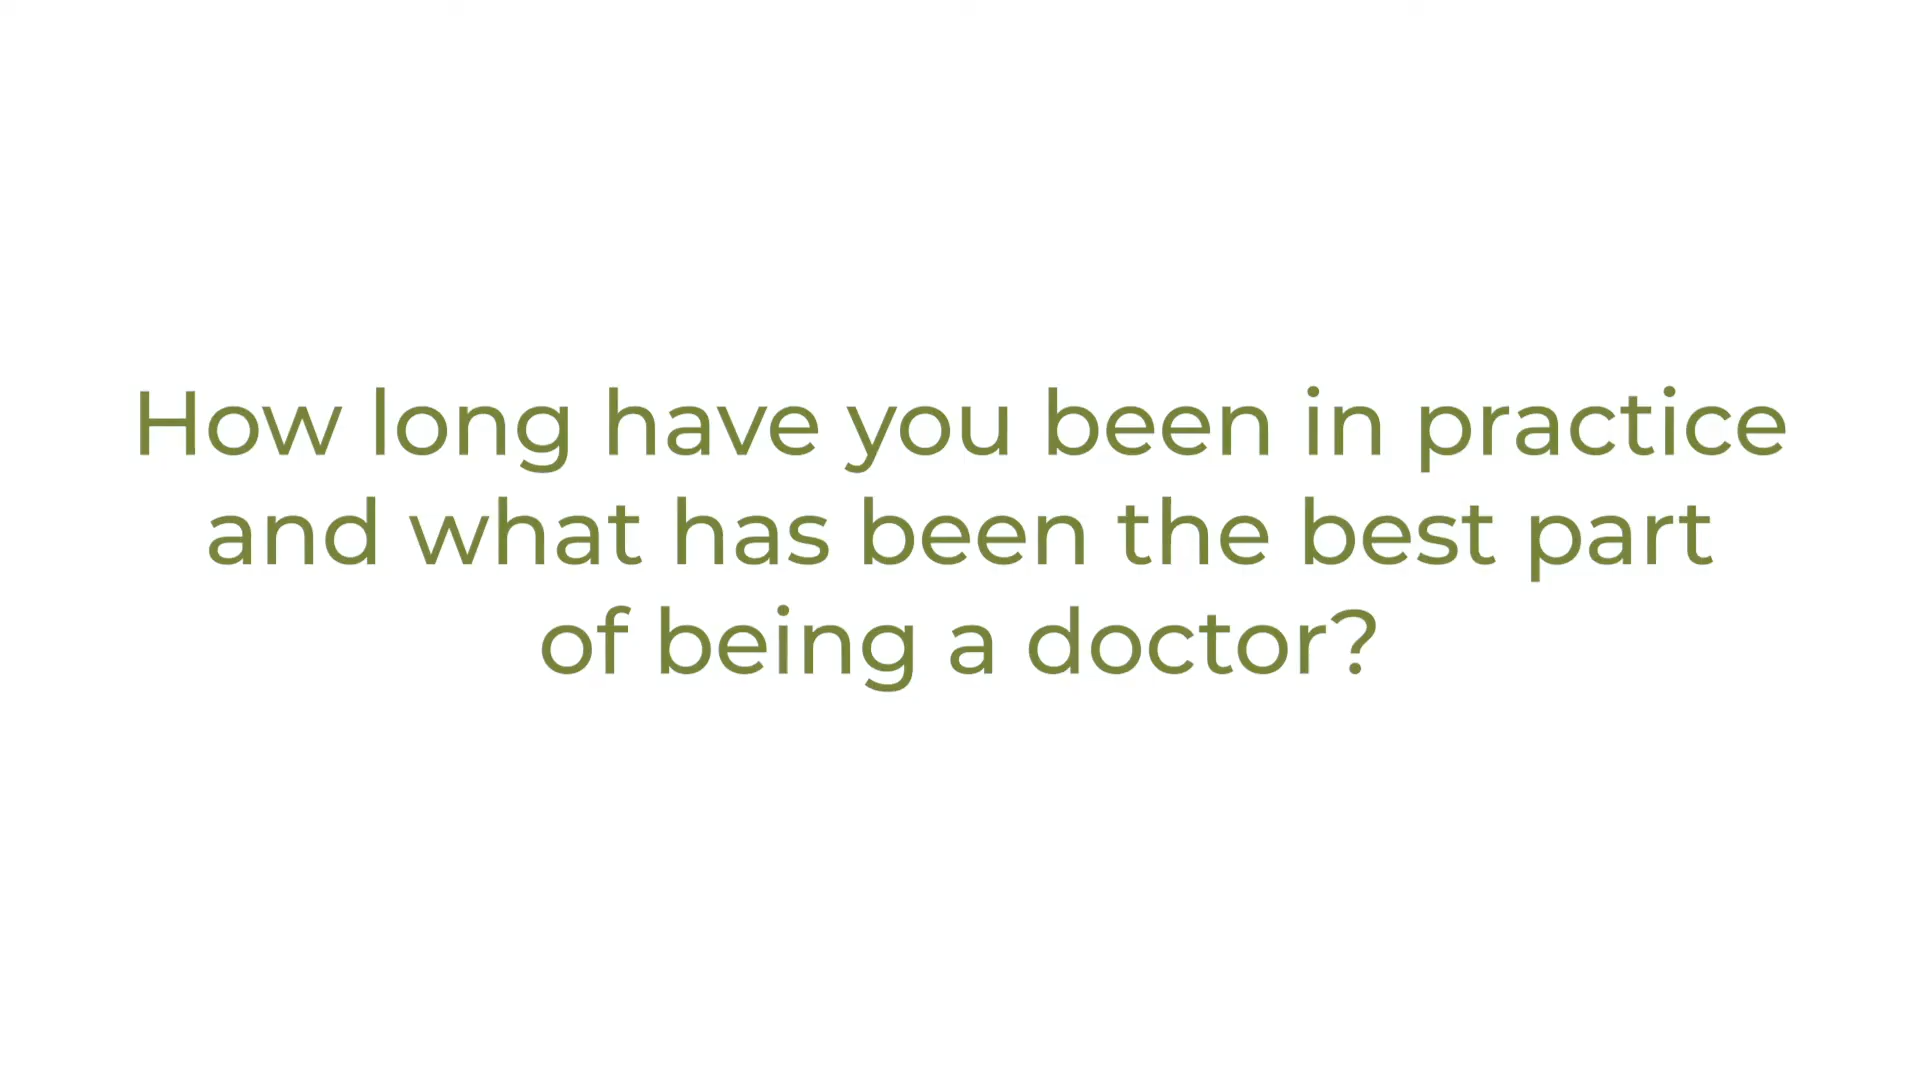 How long have you been in practice
and what has been the best part
of being a doctor?